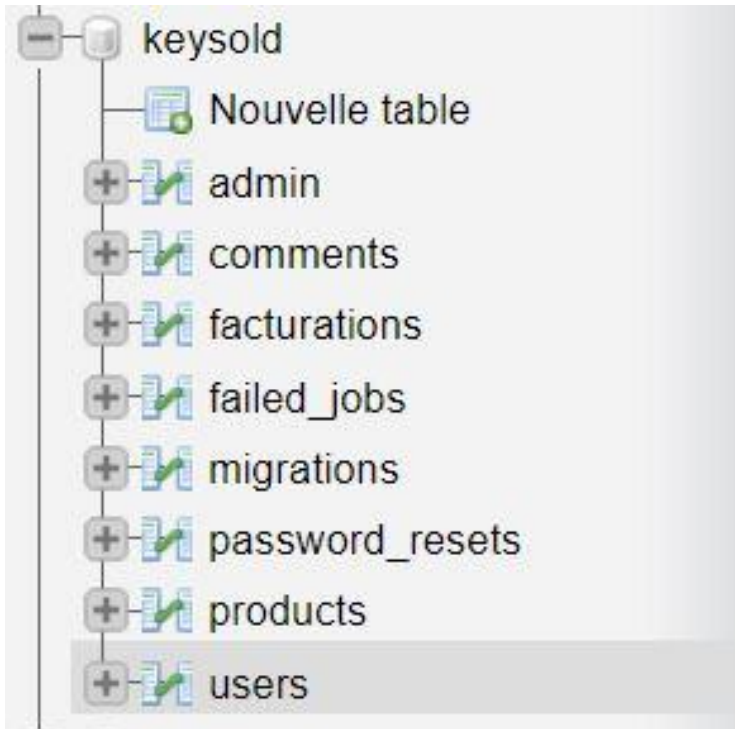 keysold
Nouvelle table
admin
comments
facturations
failed_jobs
migrations
password_resets
products
users